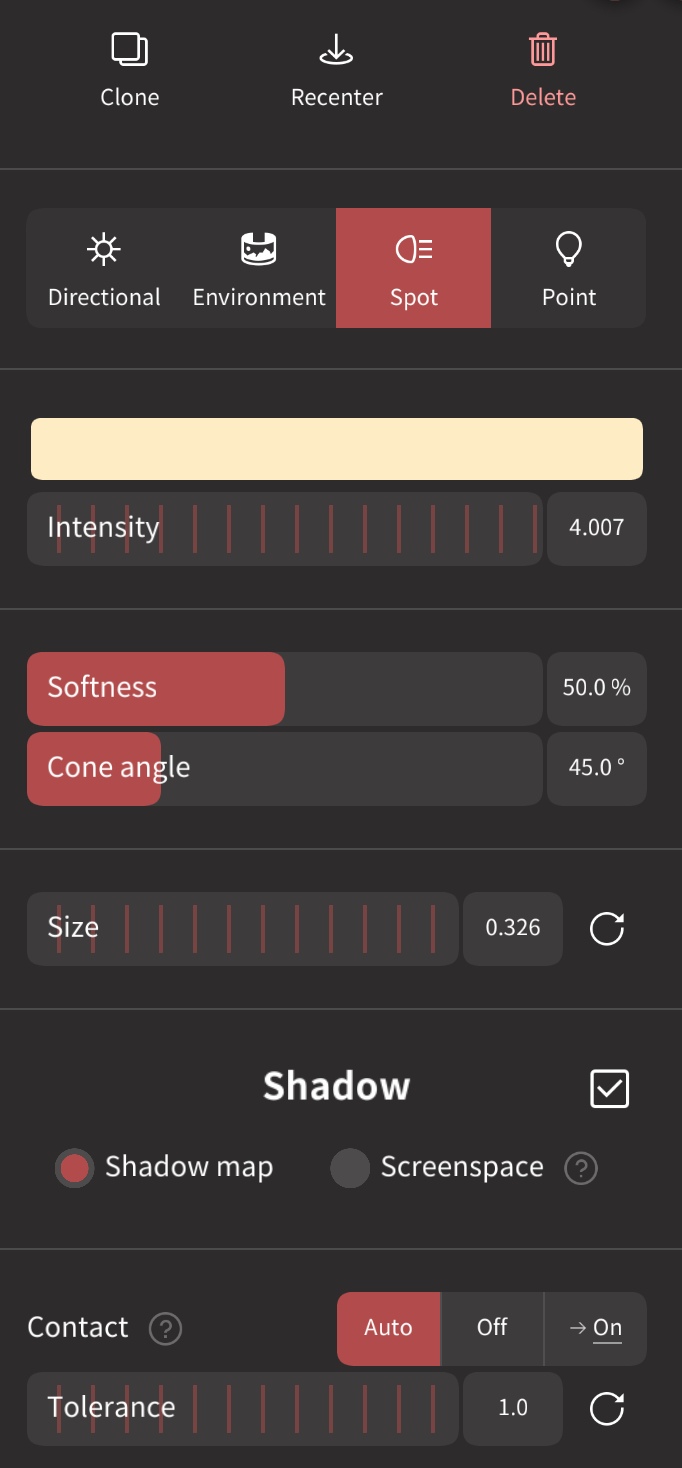 Clone Recenter Delete
Directional Environment Spot Point
Intensity 4.007
Softness 50.0 %
Cone angle 45.0 °
Size 0.326
Shadow
Shadow map Screenspace ?
Contact ? Auto Off → On
Tolerance 1.0